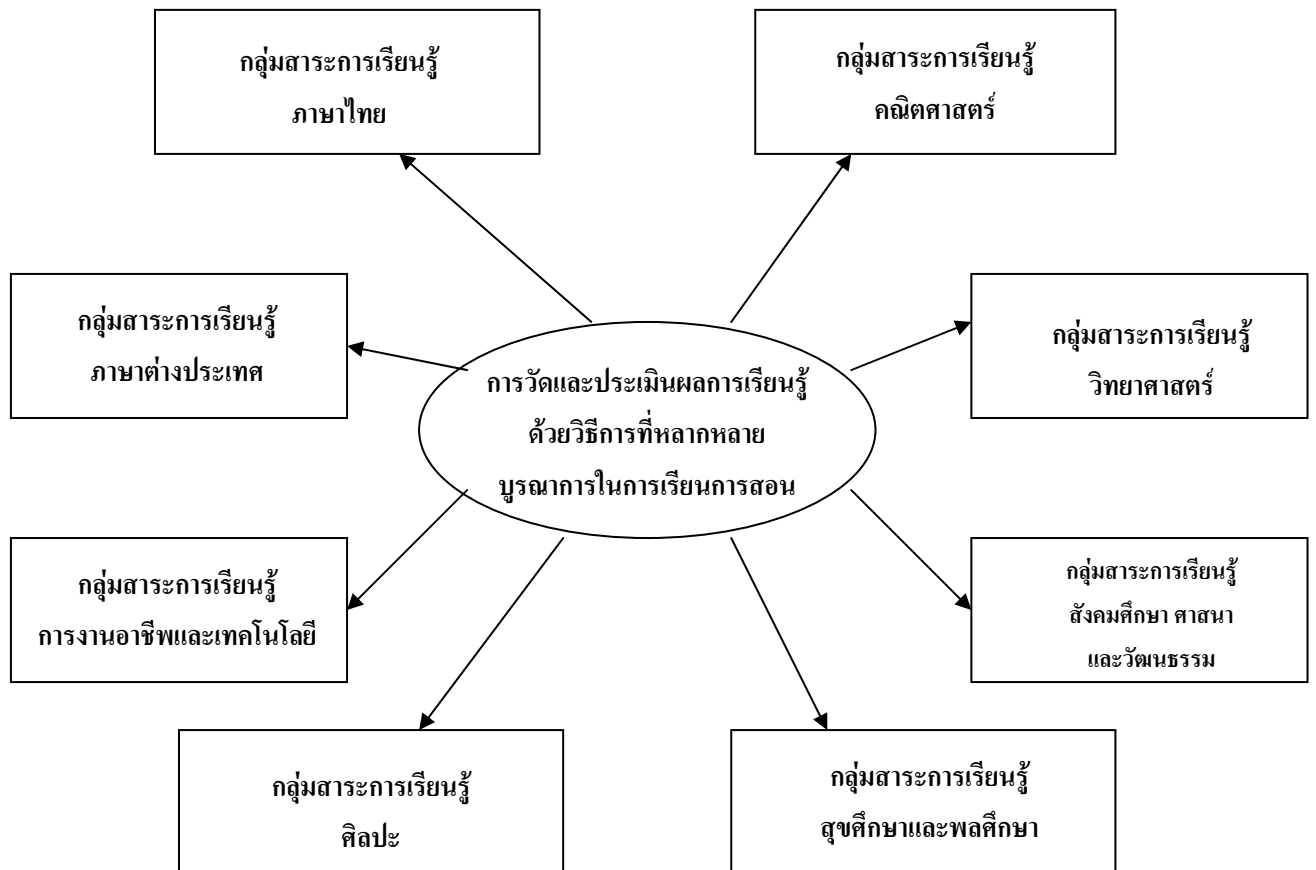 กลุ่มสาระการเรียนรู้
ภาษาไทย
กลุ่มสาระการเรียนรู้
คณิตศาสตร์
กลุ่มสาระการเรียนรู้
ภาษาต่างประเทศ
กลุ่มสาระการเรียนรู้
วิทยาศาสตร์
การวัดและประเมินผลการเรียนรู้
ด้วยวิธีการที่หลากหลาย
บูรณาการในการเรียนการสอน
กลุ่มสาระการเรียนรู้
การงานอาชีพและเทคโนโลยี
กลุ่มสาระการเรียนรู้
สังคมศึกษา ศาสนา
และวัฒนธรรม
กลุ่มสาระการเรียนรู้
ศิลปะ
กลุ่มสาระการเรียนรู้
สุขศึกษาและพลศึกษา